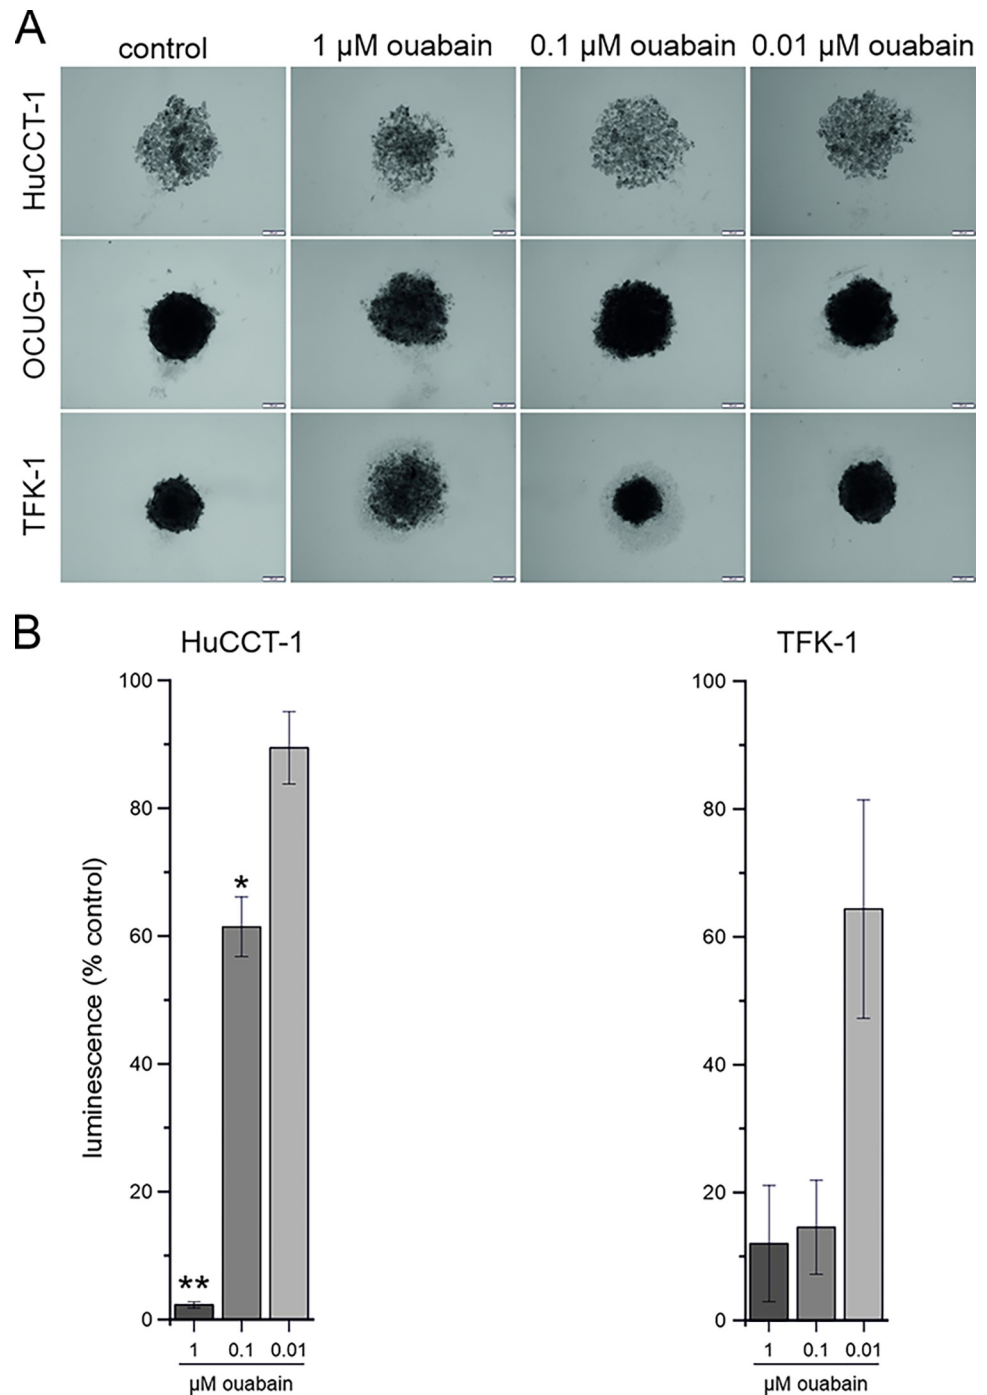 A
control 1 µM ouabain 0.1 µM ouabain 0.01 µM ouabain
HuCCT-1
OCUG-1
TFK-1
B
HuCCT-1
luminescence (% control)
100
80
60
40
20
0
*
**
1 0.1 0.01
µM ouabain
TFK-1
100
80
60
40
20
0
1 0.1 0.01
µM ouabain